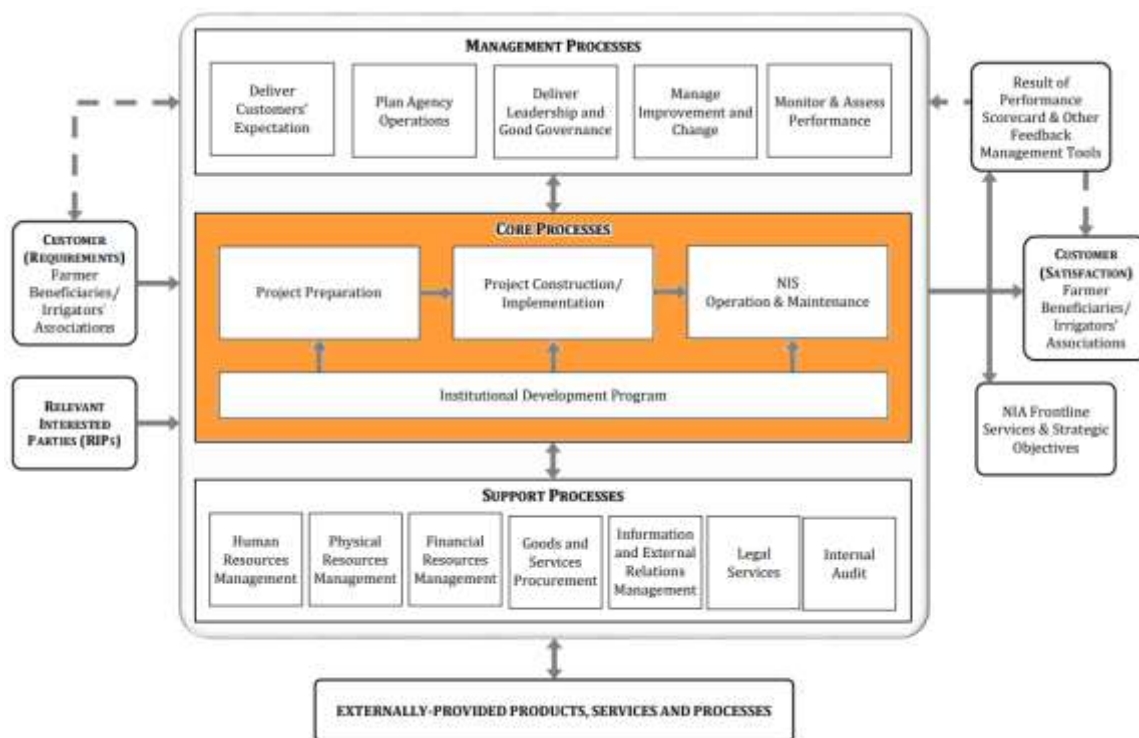 MANAGEMENT PROCESSES
Deliver
Customers'
Expectation
Plan Agency
Operations
Deliver
Leadership and
Good Governance
Manage
Improvement and
Change
Monitor & Assess
Performance
Result of
Performance
Scorecard & Other
Feedback
Management Tools
CUSTOMER
(REQUIREMENTS)
Farmer
Beneficiaries/
Irrigators'
Associations
CORE PROCESSES
Project Preparation
Project Construction/
Implementation
NIS
Operation & Maintenance
Institutional Development Program
CUSTOMER
(SATISFACTION)
Farmer
Beneficiaries/
Irrigators'
Associations
RELEVANT
INTERESTED
PARTIES (RIPS)
NIA Frontline
Services & Strategic
Objectives
SUPPORT PROCESSES
Human
Resources
Management
Physical
Resources
Management
Financial
Resources
Management
Goods and
Services
Procurement
Information
and External
Relations
Management
Legal
Services
Internal
Audit
EXTERNALLY-PROVIDED PRODUCTS, SERVICES AND PROCESSES